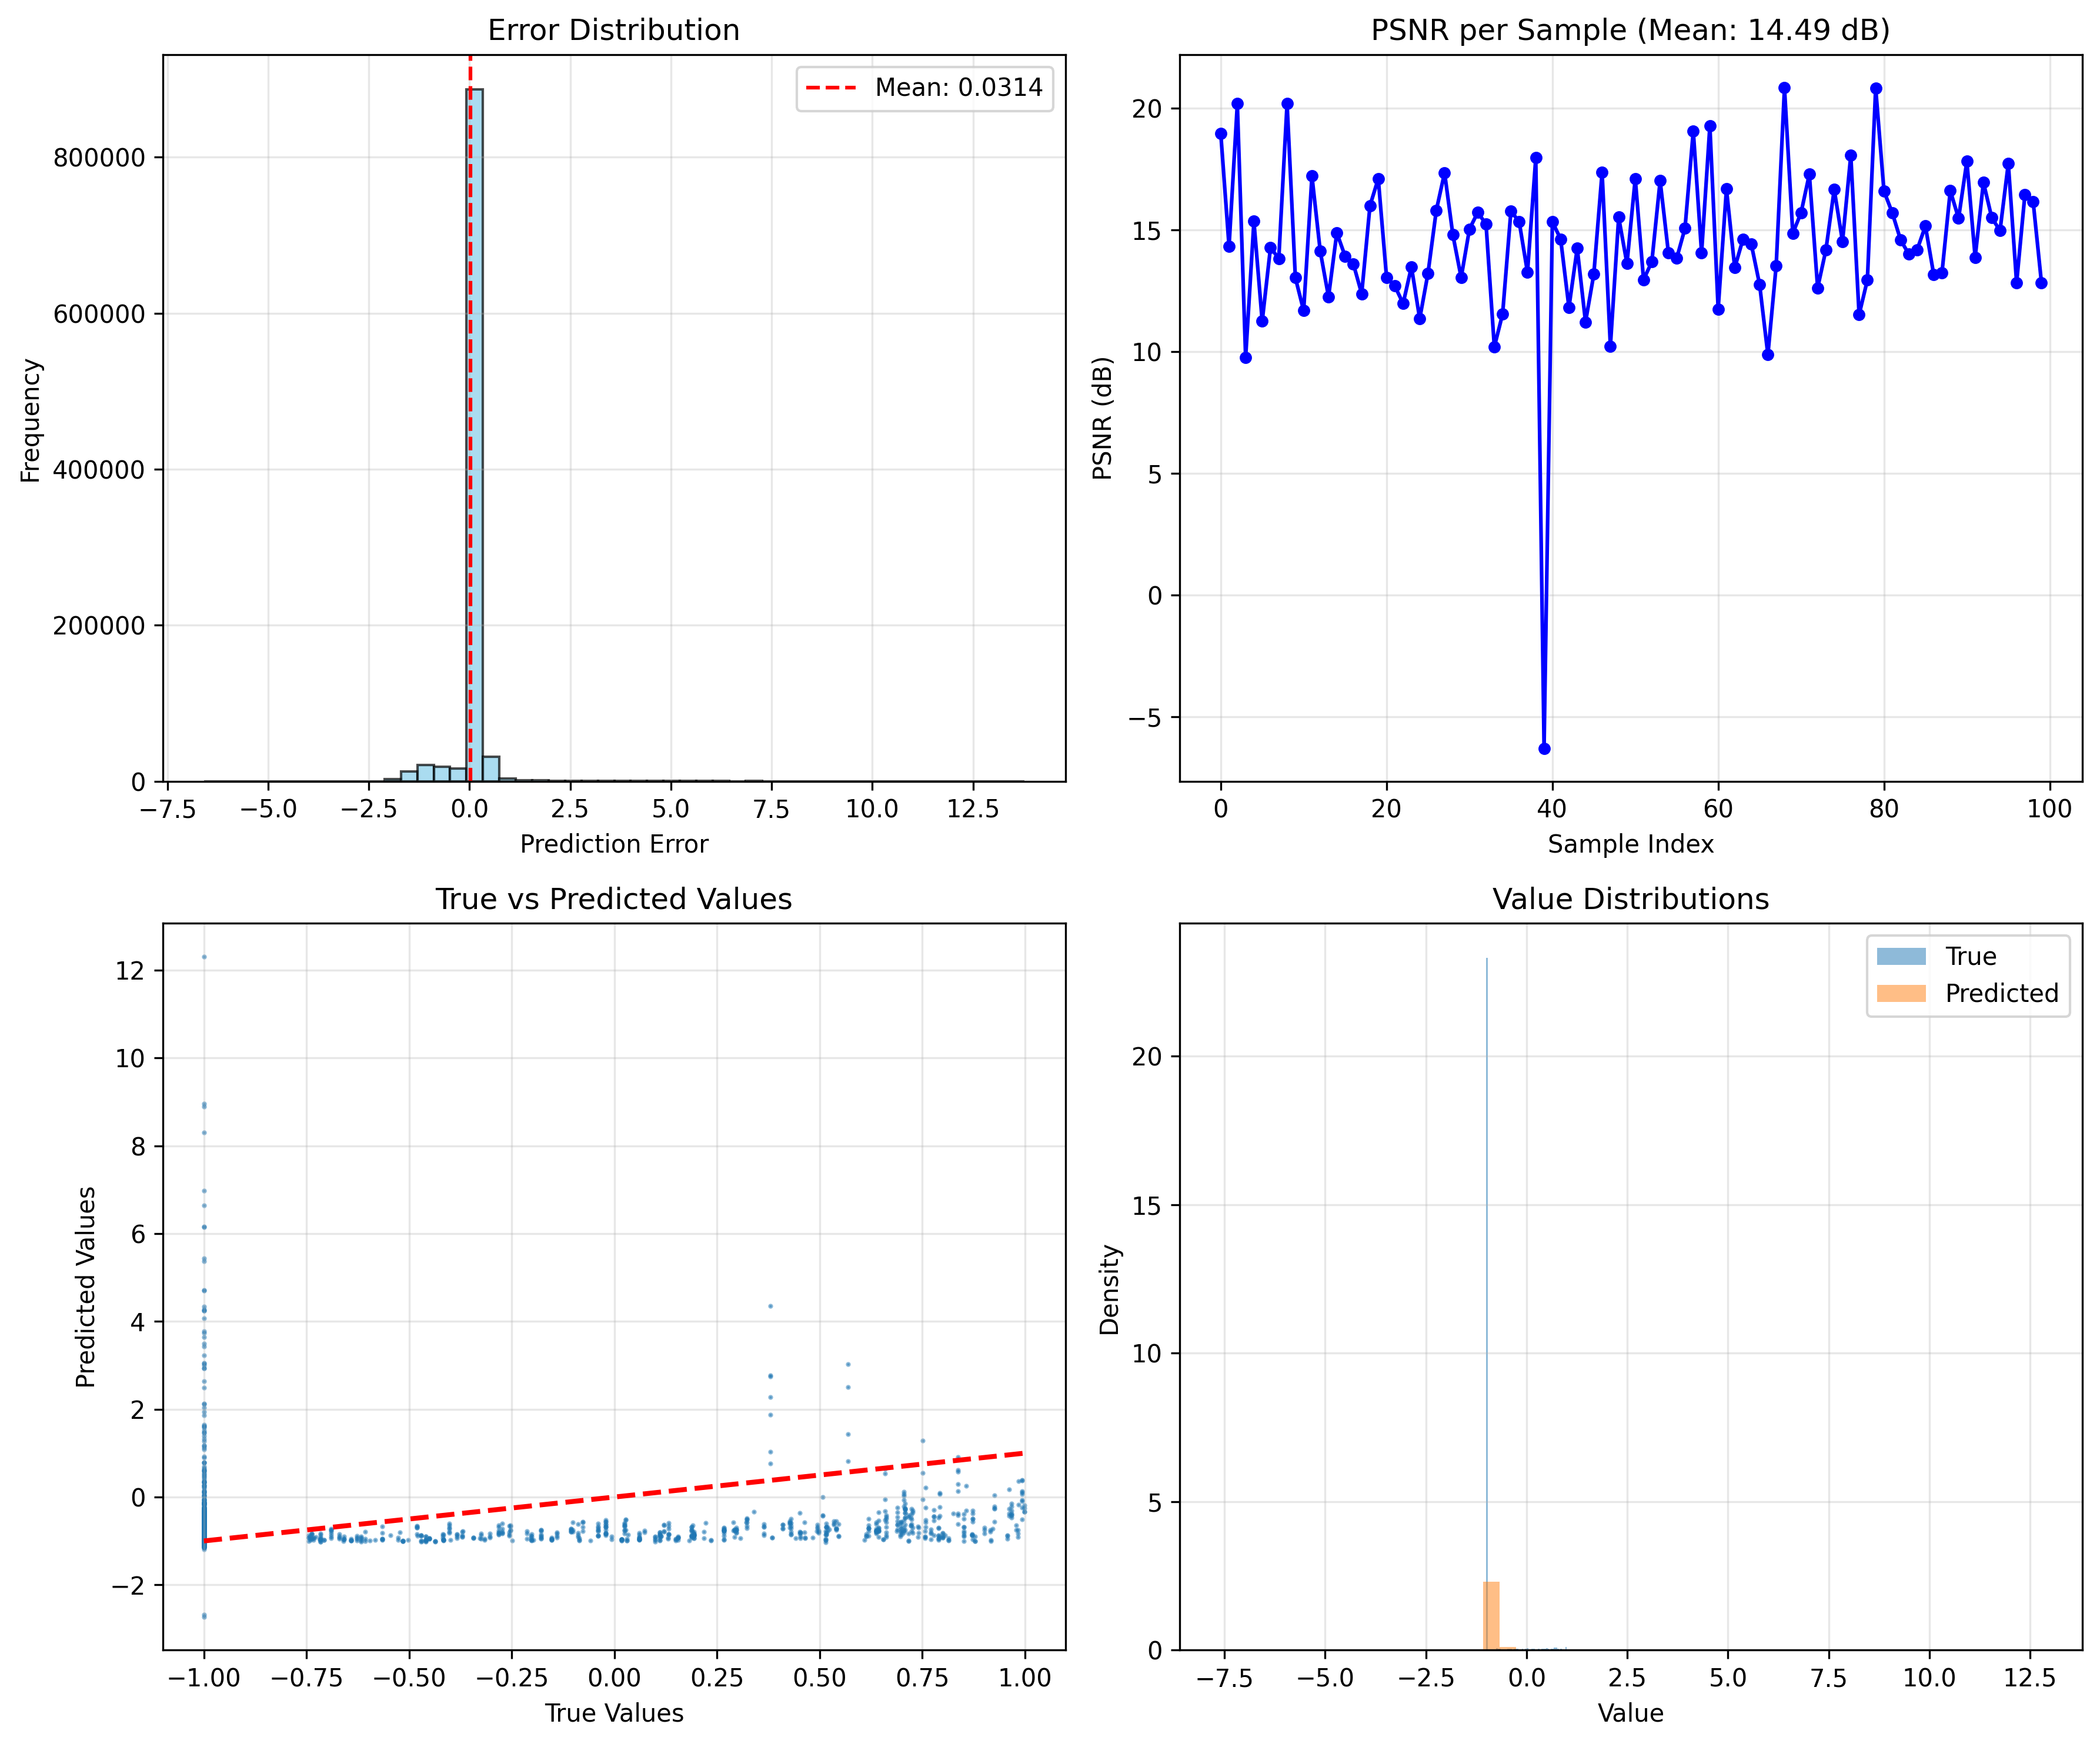 Error Distribution
Mean: 0.0314
800000
600000
400000
200000
0
Frequency
−7.5 −5.0 −2.5 0.0 2.5 5.0 7.5 10.0 12.5
Prediction Error
PSNR per Sample (Mean: 14.49 dB)
20
15
10
5
0
−5
PSNR (dB)
0 20 40 60 80 100
Sample Index
True vs Predicted Values
12
10
8
6
4
2
0
−2
Predicted Values
−1.00 −0.75 −0.50 −0.25 0.00 0.25 0.50 0.75 1.00
True Values
Value Distributions
True
Predicted
20
15
10
5
0
Density
−7.5 −5.0 −2.5 0.0 2.5 5.0 7.5 10.0 12.5
Value